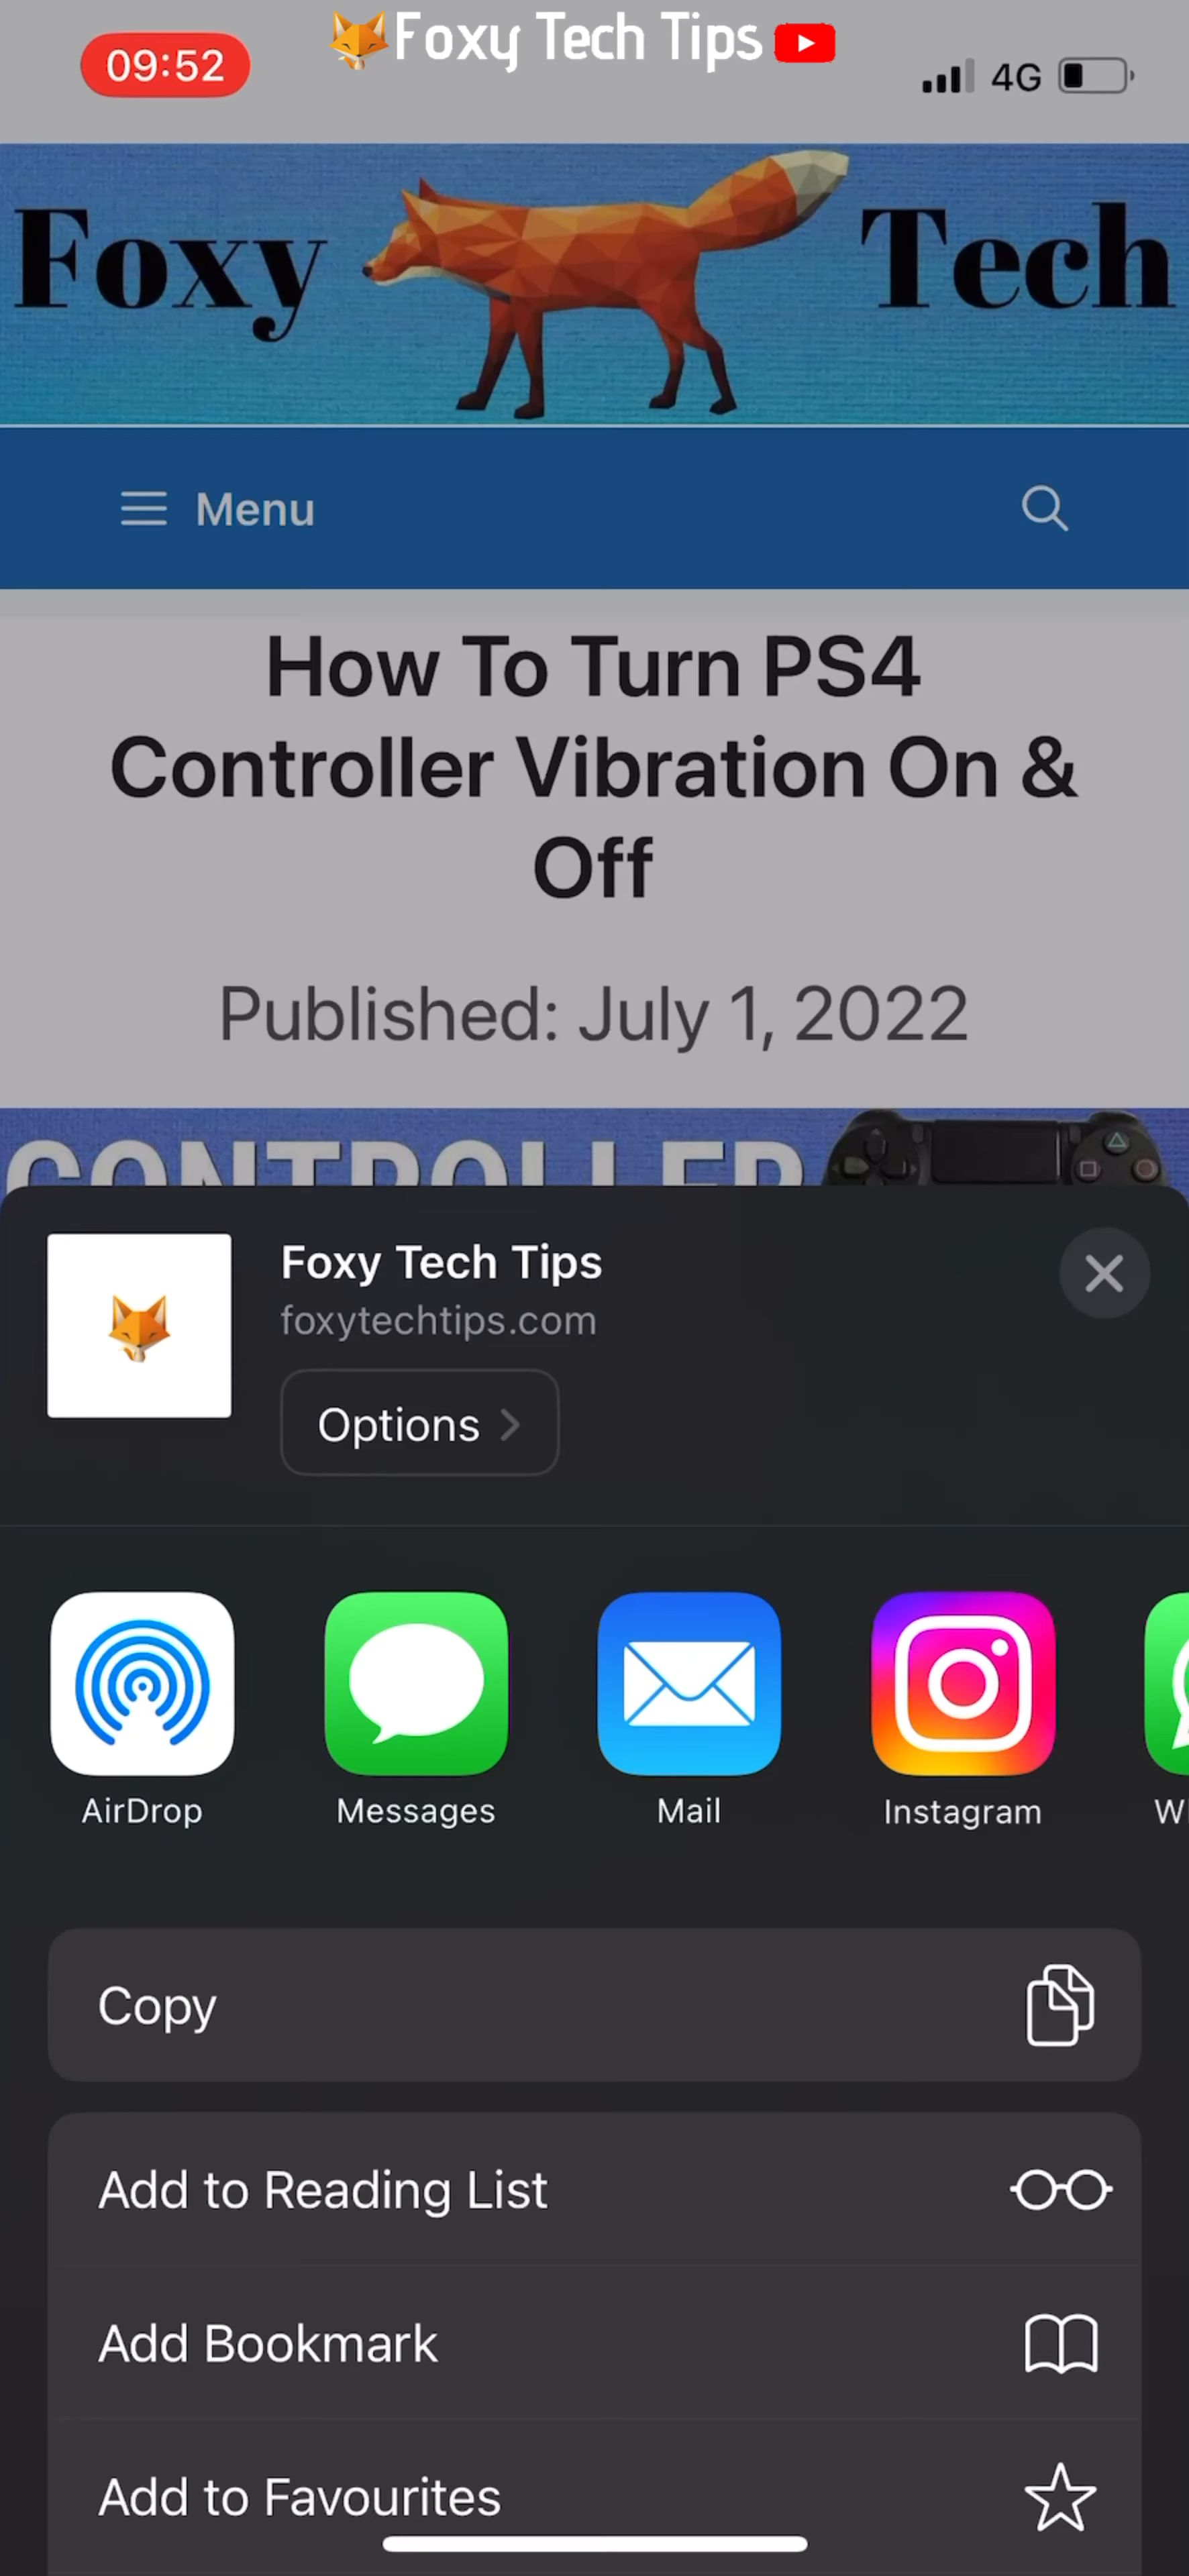 Foxy Tech Tips
09:52
4G
Foxy Tech
Menu
How To Turn PS4
Controller Vibration On &
Off
Published: July 1, 2022
CONTROLLER
Foxy Tech Tips
foxytechtips.com
Options
AirDrop
Messages
Mail
Instagram
Copy
Add to Reading List
Add Bookmark
Add to Favourites